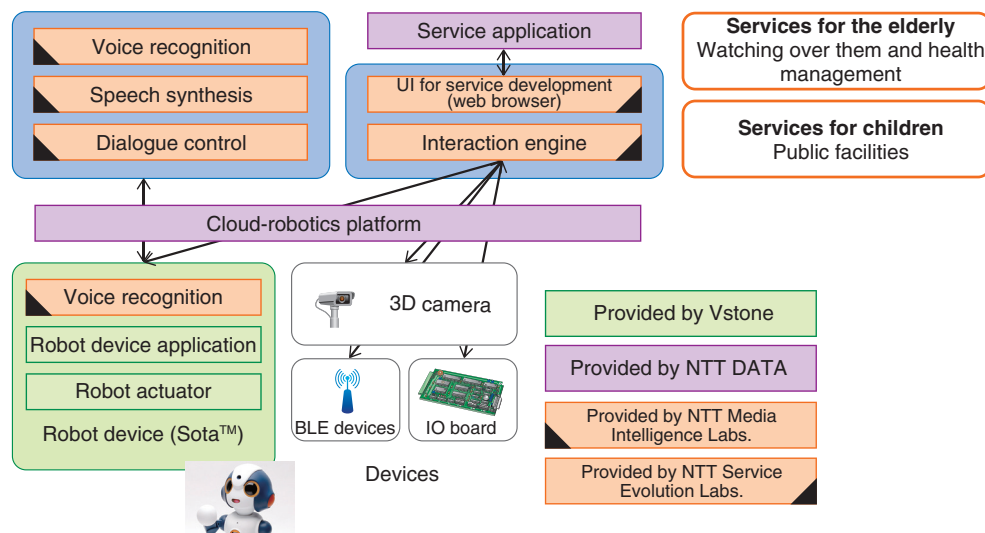 Voice recognition
Speech synthesis
Dialogue control
Service application
UI for service development
(web browser)
Interaction engine
Services for the elderly
Watching over them and health
management
Services for children
Public facilities
Cloud-robotics platform
Voice recognition
Robot device application
Robot actuator
Robot device (Sota™)
3D camera
BLE devices
IO board
Devices
Provided by Vstone
Provided by NTT DATA
Provided by NTT Media
Intelligence Labs.
Provided by NTT Service
Evolution Labs.